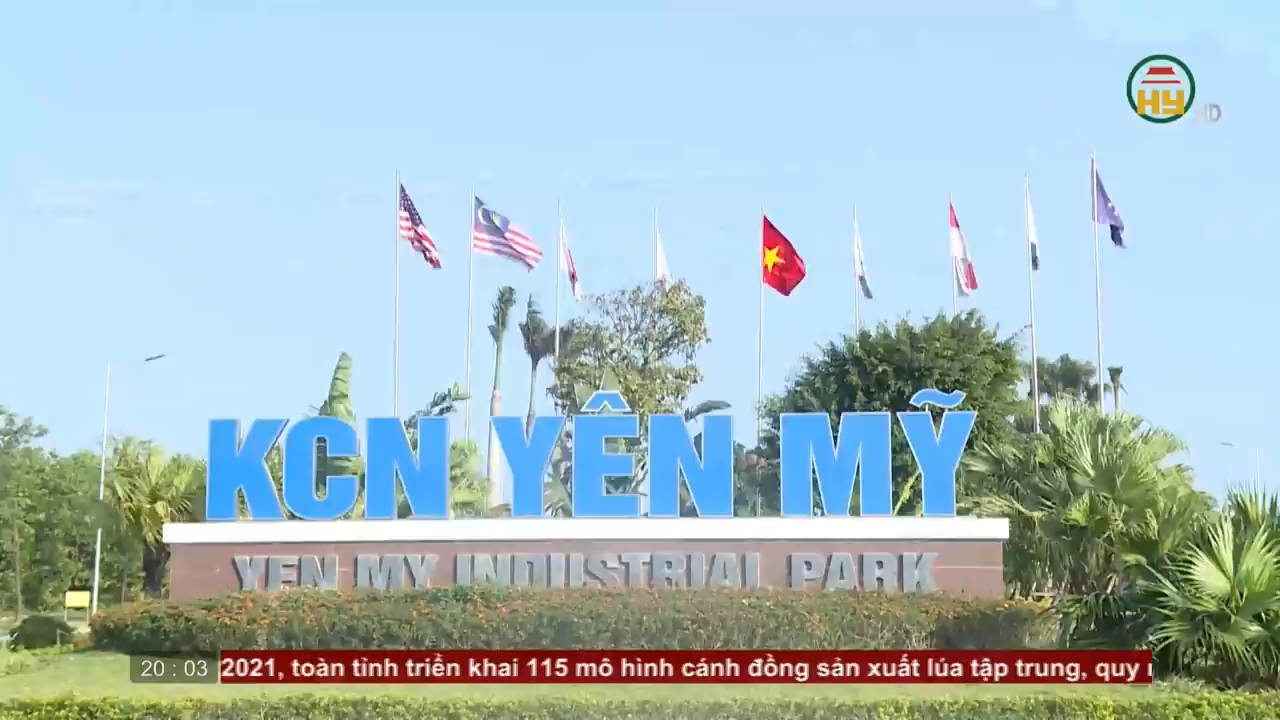 HY
HD
KCN YÊN MỸ
YEN MY INDUSTRIAL PARK
20 : 03
2021, toàn tỉnh triển khai 115 mô hình cánh đồng sản xuất lúa tập trung, quy